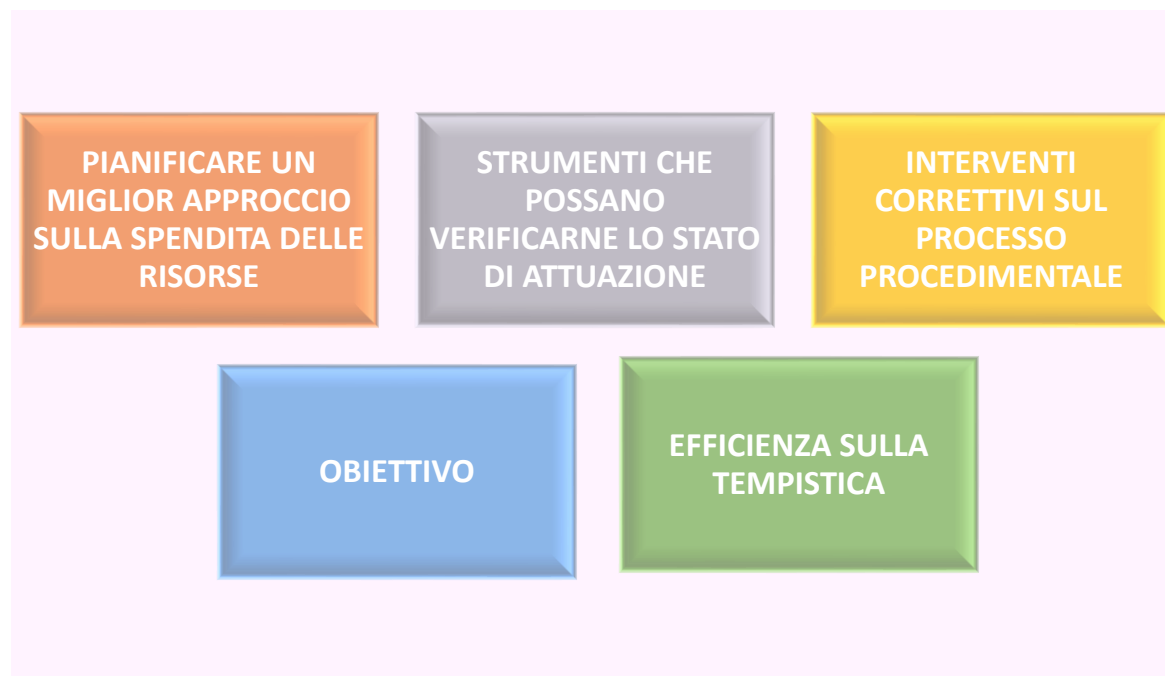 PIANIFICARE UN
MIGLIOR APPROCCIO
SULLA SPENDITA DELLE
RISORSE
STRUMENTI CHE
POSSANO
VERIFICARNE LO STATO
DI ATTUAZIONE
INTERVENTI
CORRETTIVI SUL
PROCESSO
PROCEDIMENTALE
OBIETTIVO
EFFICIENZA SULLA
TEMPISTICA